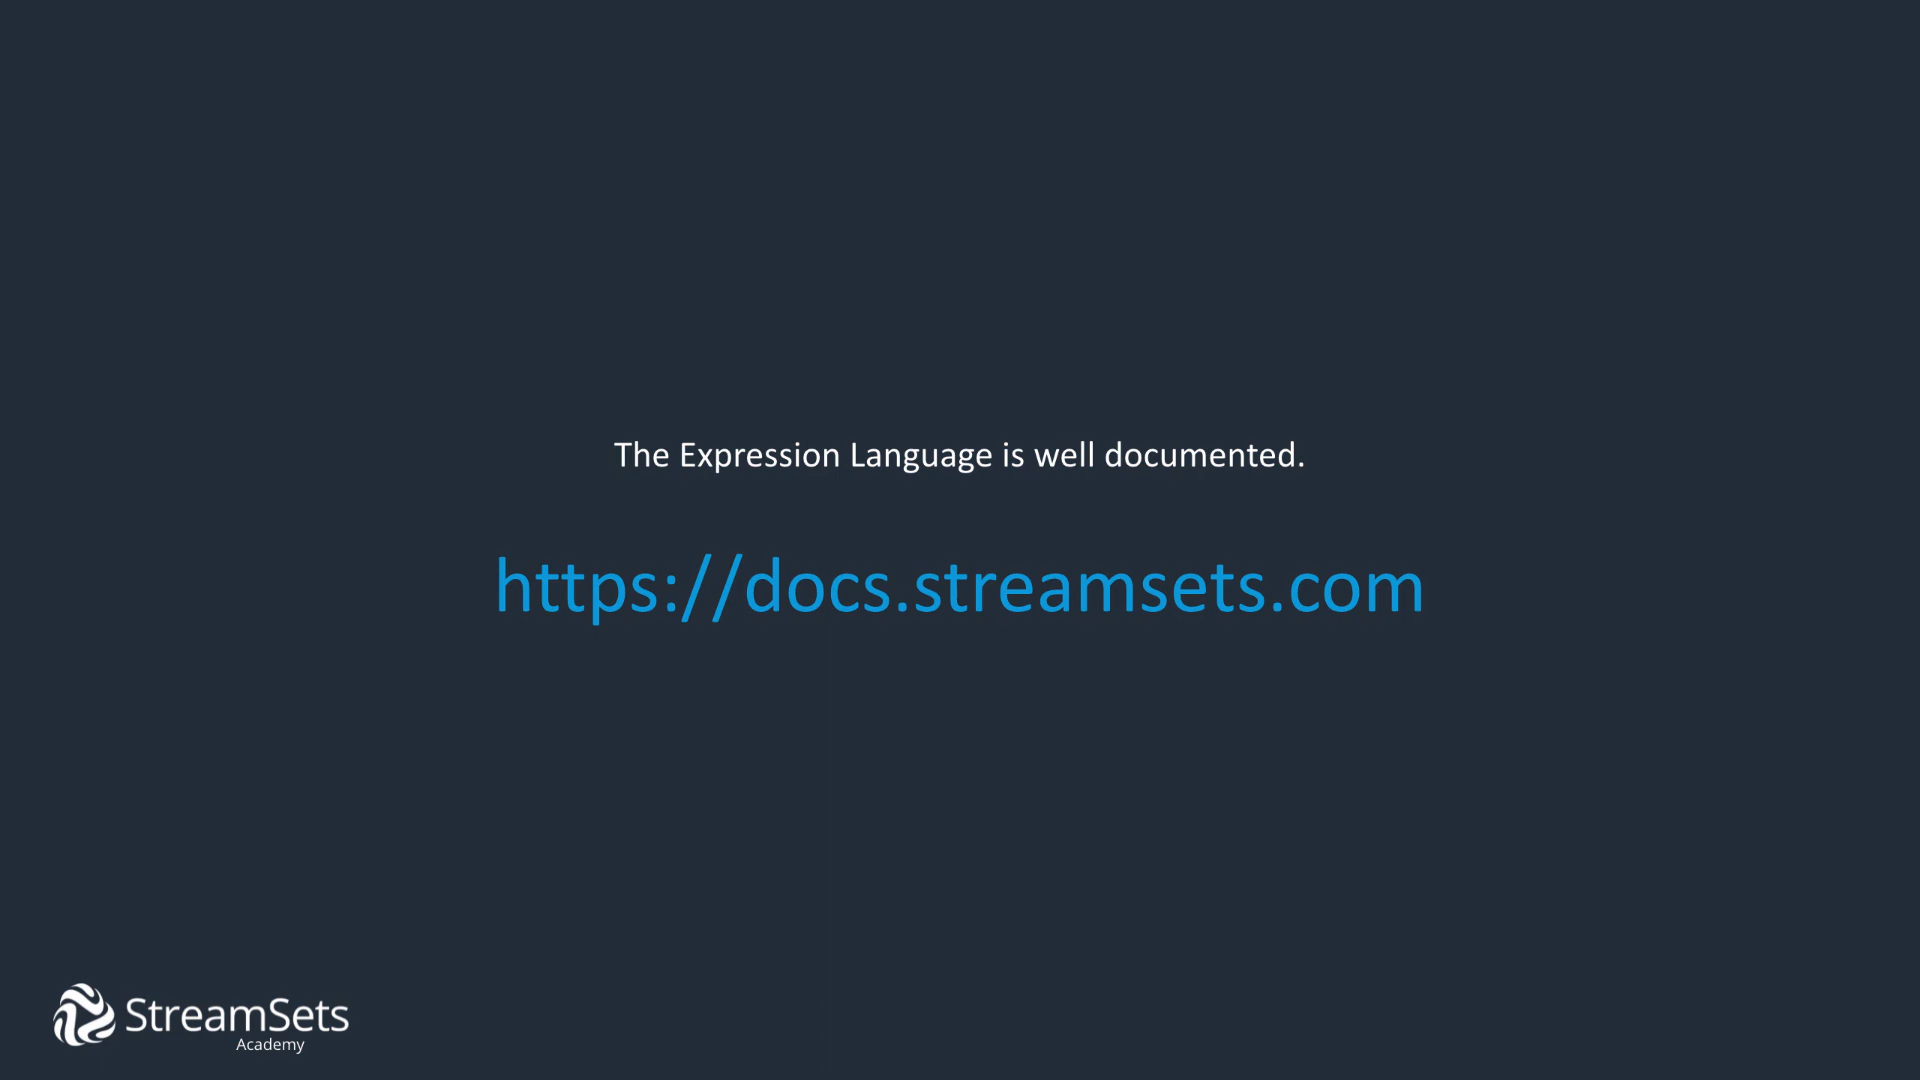 The Expression Language is well documented.
https://docs.streamsets.com
StreamSets
Academy